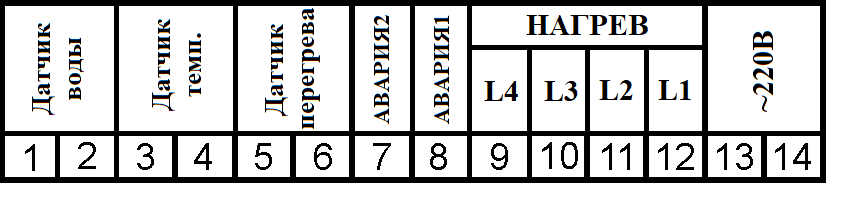 Датчик
воды
Датчик
темп.
Датчик
перегрева
АВАРИЯ2
АВАРИЯ1
НАГРЕВ
L4 L3 L2 L1
~220В
1 2 3 4 5 6 7 8 9 10 11 12 13 14